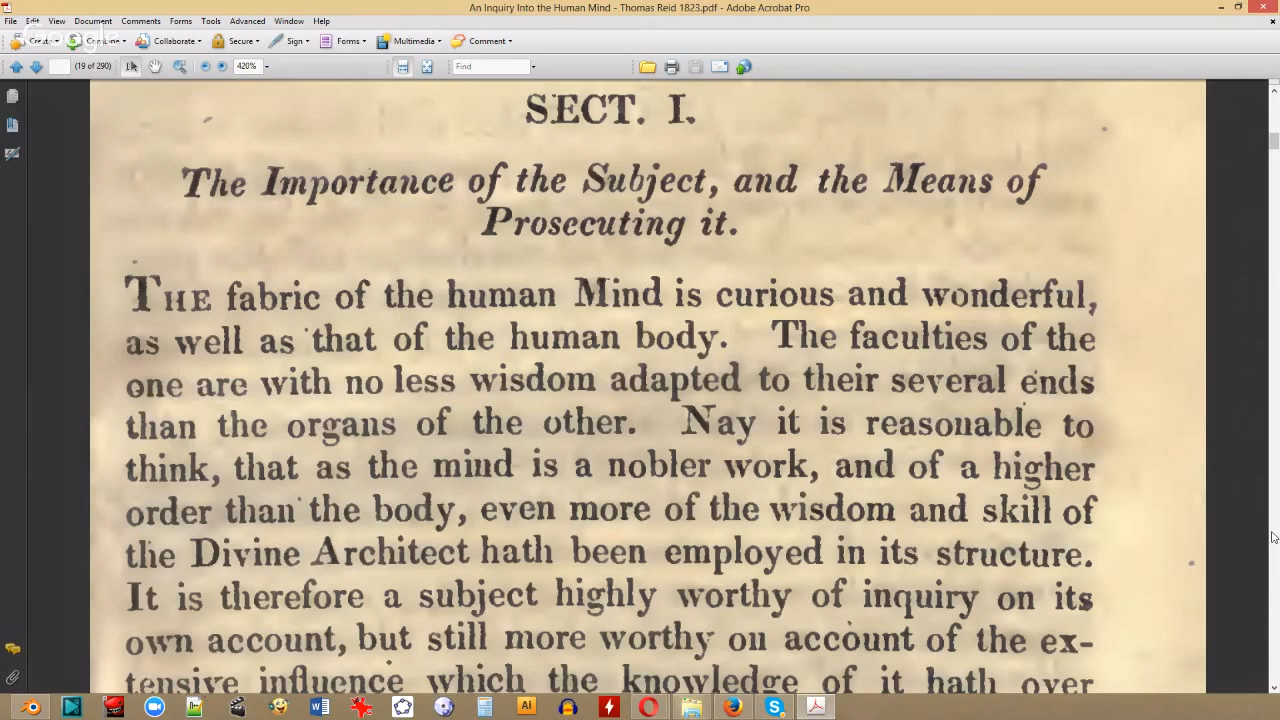 An Inquiry Into the Human Mind - Thomas Reid 1823.pdf - Adobe Acrobat Pro
File Edit View Document Comments Forms Tools Advanced Window Help
Create Combine Collaborate Secure Sign Forms Multimedia Comment
Google
(19 of 290) 420% Find
SECT. I.
The Importance of the Subject, and the Means of
Prosecuting it.
THE fabric of the human Mind is curious and wonderful,
as well as that of the human body. The faculties of the
one are with no less wisdom adapted to their several ends
than the organs of the other. Nay it is reasonable to
think, that as the mind is a nobler work, and of a higher
order than the body, even more of the wisdom and skill of
the Divine Architect hath been employed in its structure.
It is therefore a subject highly worthy of inquiry on its
own account, but still more worthy on account of the ex-
tensive influence which the knowledge of it hath over
W Ai S